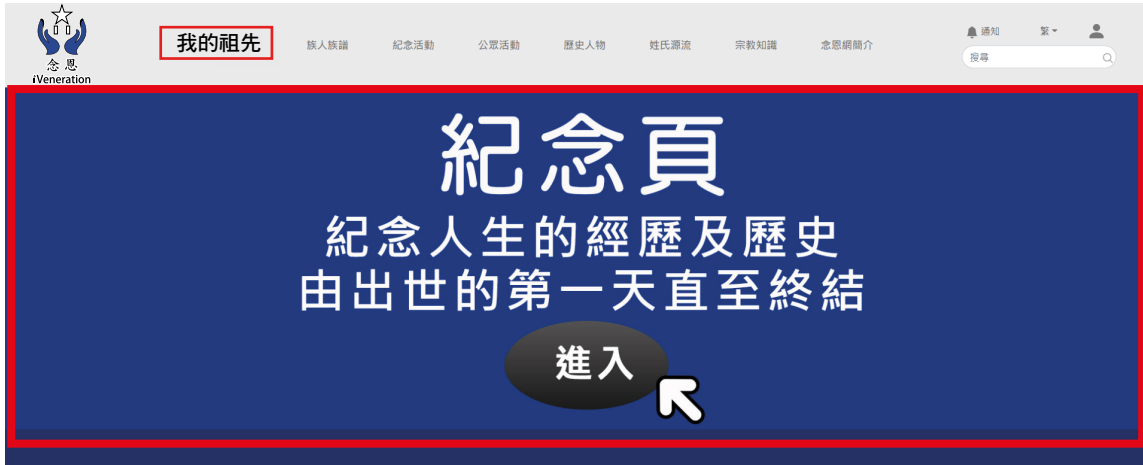 念恩
iVeneration
我的祖先
族人族譜
紀念活動
公眾活動
歷史人物
姓氏源流
宗教知識
念恩網簡介
通知
繁
搜尋
紀念頁
紀念人生的經歷及歷史
由出世的第一天直至終結
進入